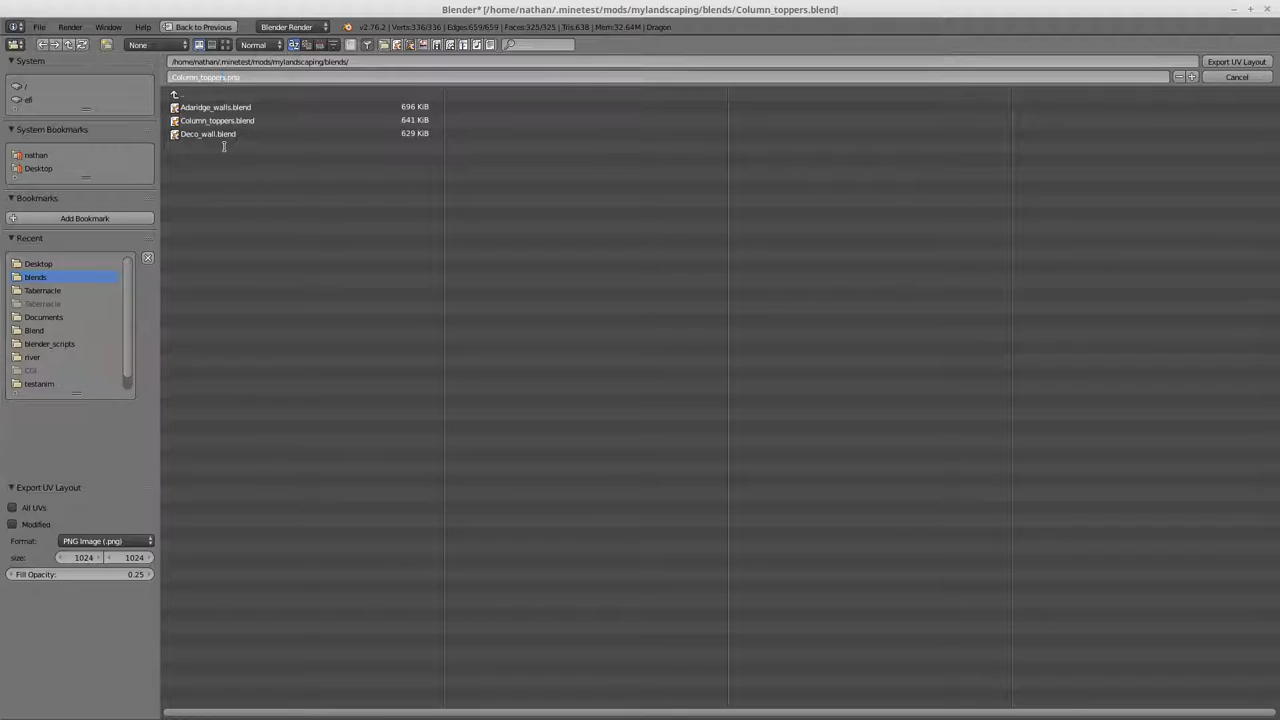 Blender* [/home/nathan/.minetest/mods/mylandscaping/blends/Column_toppers.blend]
File Render Window Help Back to Previous Blender Render v2.76.2 | Verts:336/336 | Edges:659/659 | Faces:325/325 | Tris:638 | Mem:32.64M | Dragon
None Normal
System
/
efi
System Bookmarks
nathan
Desktop
Bookmarks
Add Bookmark
Recent
Desktop
blends
Tabernacle
Tabernacle
Documents
Blend
blender_scripts
river
CGI
testanim
Export UV Layout
All UVs
Modified
Format: PNG Image (.png)
size: 1024 1024
Fill Opacity: 0.25
/home/nathan/.minetest/mods/mylandscaping/blends/
Export UV Layout
Column_toppers.png
Cancel
..
Adaridge_walls.blend 696 KiB
Column_toppers.blend 641 KiB
Deco_wall.blend 629 KiB